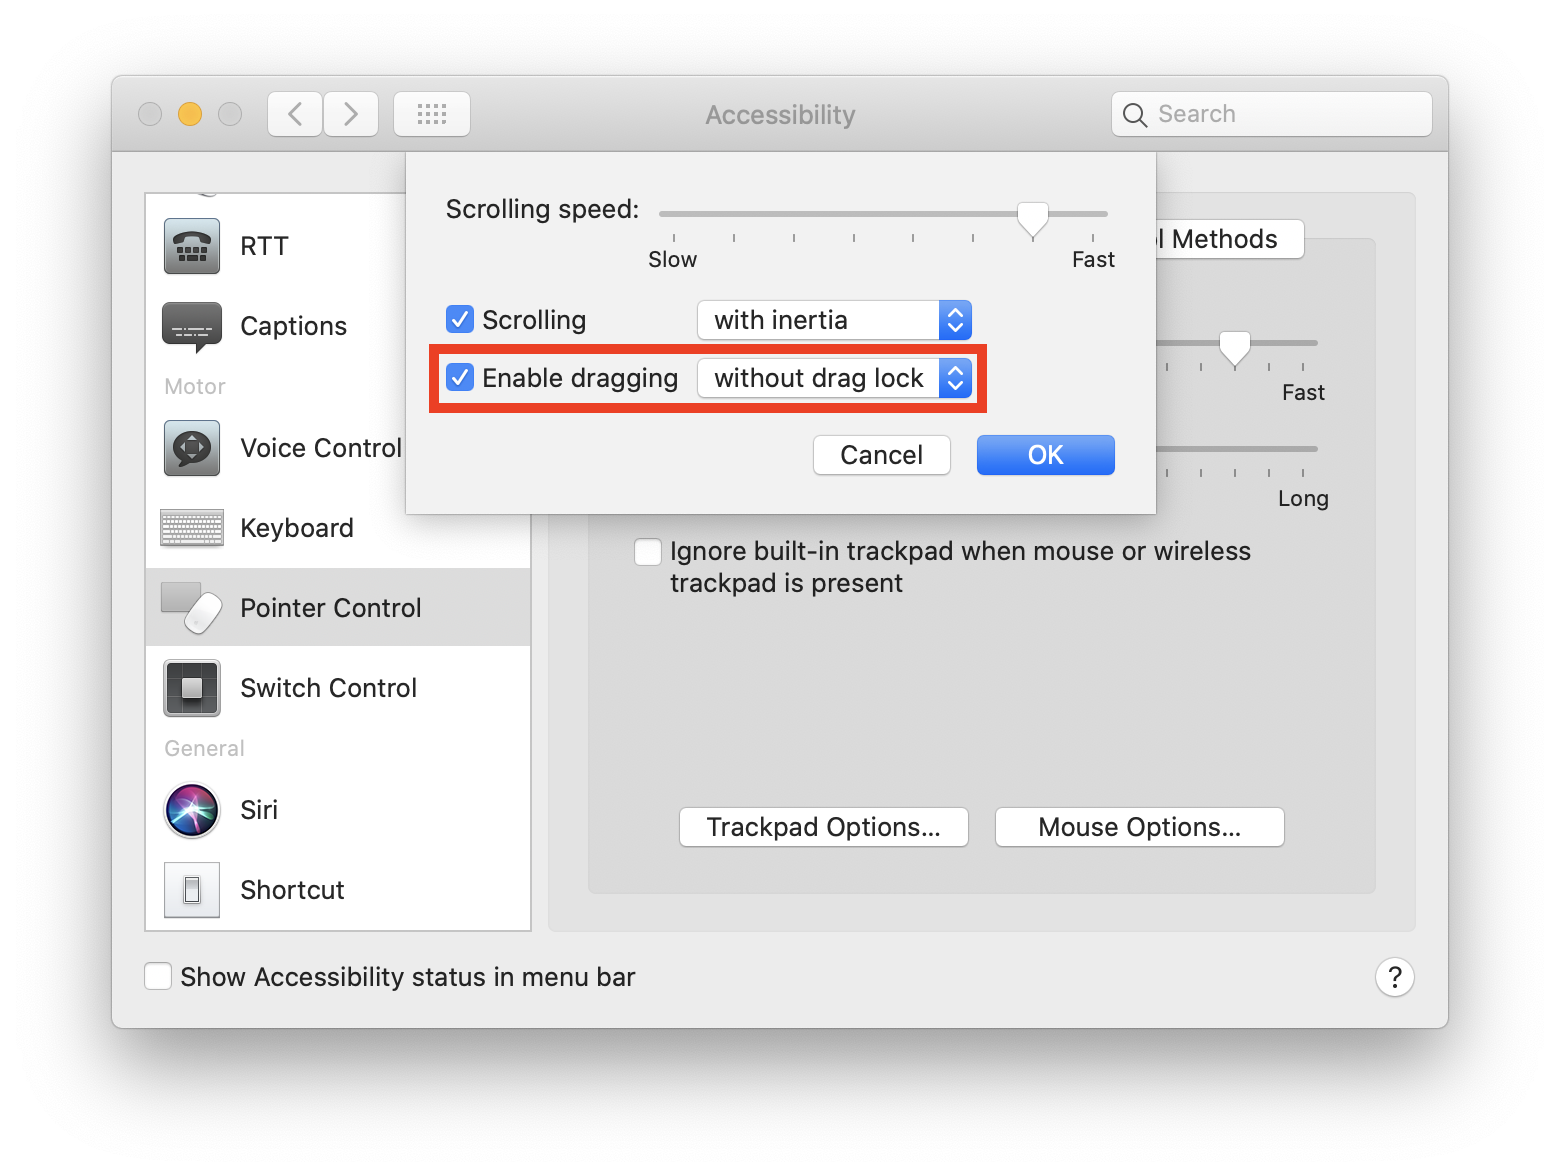 Accessibility
Search
Scrolling speed:
Slow
Fast
Scrolling
with inertia
Enable dragging
without drag lock
Cancel
OK
RTT
Captions
Motor
Voice Control
Keyboard
Pointer Control
Switch Control
General
Siri
Shortcut
l Methods
Fast
Long
Ignore built-in trackpad when mouse or wireless
trackpad is present
Trackpad Options...
Mouse Options...
Show Accessibility status in menu bar
?